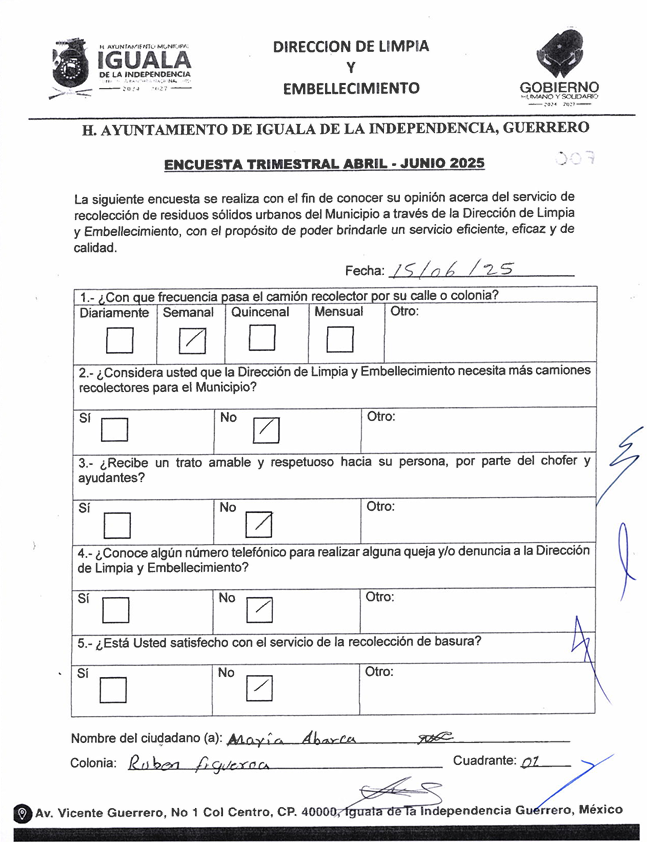 H. AYUNTAMIENTO MUNICIPAL
IGUALA
DE LA INDEPENDENCIA
2024 - 2027
DIRECCION DE LIMPIA
Y
EMBELLECIMIENTO
GOBIERNO
HUMANO Y SOLIDARIO
2024 - 2027
H. AYUNTAMIENTO DE IGUALA DE LA INDEPENDENCIA, GUERRERO
ENCUESTA TRIMESTRAL ABRIL - JUNIO 2025
007
La siguiente encuesta se realiza con el fin de conocer su opinión acerca del servicio de
recolección de residuos sólidos urbanos del Municipio a través de la Dirección de Limpia
y Embellecimiento, con el propósito de poder brindarle un servicio eficiente, eficaz y de
calidad.
Fecha: 15/06/25
1.- ¿Con que frecuencia pasa el camión recolector por su calle o colonia?
Diariamente Semanal Quincenal Mensual Otro:
2.- ¿Considera usted que la Dirección de Limpia y Embellecimiento necesita más camiones
recolectores para el Municipio?
Sí No Otro:
3.- ¿Recibe un trato amable y respetuoso hacia su persona, por parte del chofer y
ayudantes?
Sí No Otro:
4.- ¿Conoce algún número telefónico para realizar alguna queja y/o denuncia a la Dirección
de Limpia y Embellecimiento?
Sí No Otro:
5.- ¿Está Usted satisfecho con el servicio de la recolección de basura?
Sí No Otro:
Nombre del ciudadano (a): María Abarca
Colonia: Ruben Figueroa Cuadrante: 01
Av. Vicente Guerrero, No 1 Col Centro, CP. 40000, Iguala de la Independencia Guerrero, México